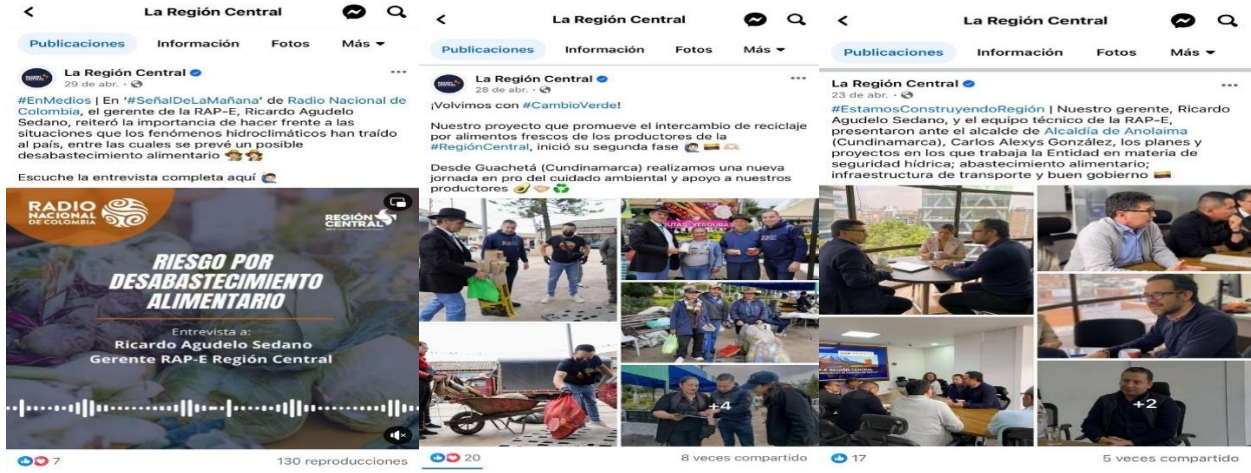 La Región Central
Publicaciones Información Fotos Más
La Región Central
29 de abr.
#EnMedios | En '#SeñalDeLaMañana' de Radio Nacional de
Colombia, el gerente de la RAP-E, Ricardo Agudelo
Sedano, reiteró la importancia de hacer frente a las
situaciones que los fenómenos hidroclimáticos han traído
al país, entre las cuales se prevé un posible
desabastecimiento alimentario
Escuche la entrevista completa aquí
RADIO
NACIONAL
DE COLOMBIA
REGIÓN
CENTRAL
RIESGO POR
DESABASTECIMIENTO
ALIMENTARIO
Entrevista a:
Ricardo Agudelo Sedano
Gerente RAP-E Región Central
7 130 reproducciones
La Región Central
Publicaciones Información Fotos Más
La Región Central
28 de abr.
¡Volvimos con #CambioVerde!
Nuestro proyecto que promueve el intercambio de reciclaje
por alimentos frescos de los productores de la
#RegiónCentral, inició su segunda fase
Desde Guachetá (Cundinamarca) realizamos una nueva
jornada en pro del cuidado ambiental y apoyo a nuestros
productores
+4
20 8 veces compartido
La Región Central
Publicaciones Información Fotos Más
La Región Central
23 de abr.
#EstamosConstruyendoRegión | Nuestro gerente, Ricardo
Agudelo Sedano, y el equipo técnico de la RAP-E,
presentaron ante el alcalde de Alcaldía de Anolaima
(Cundinamarca), Carlos Alexys González, los planes y
proyectos en los que trabaja la Entidad en materia de
seguridad hídrica; abastecimiento alimentario;
infraestructura de transporte y buen gobierno
+2
17 5 veces compartido